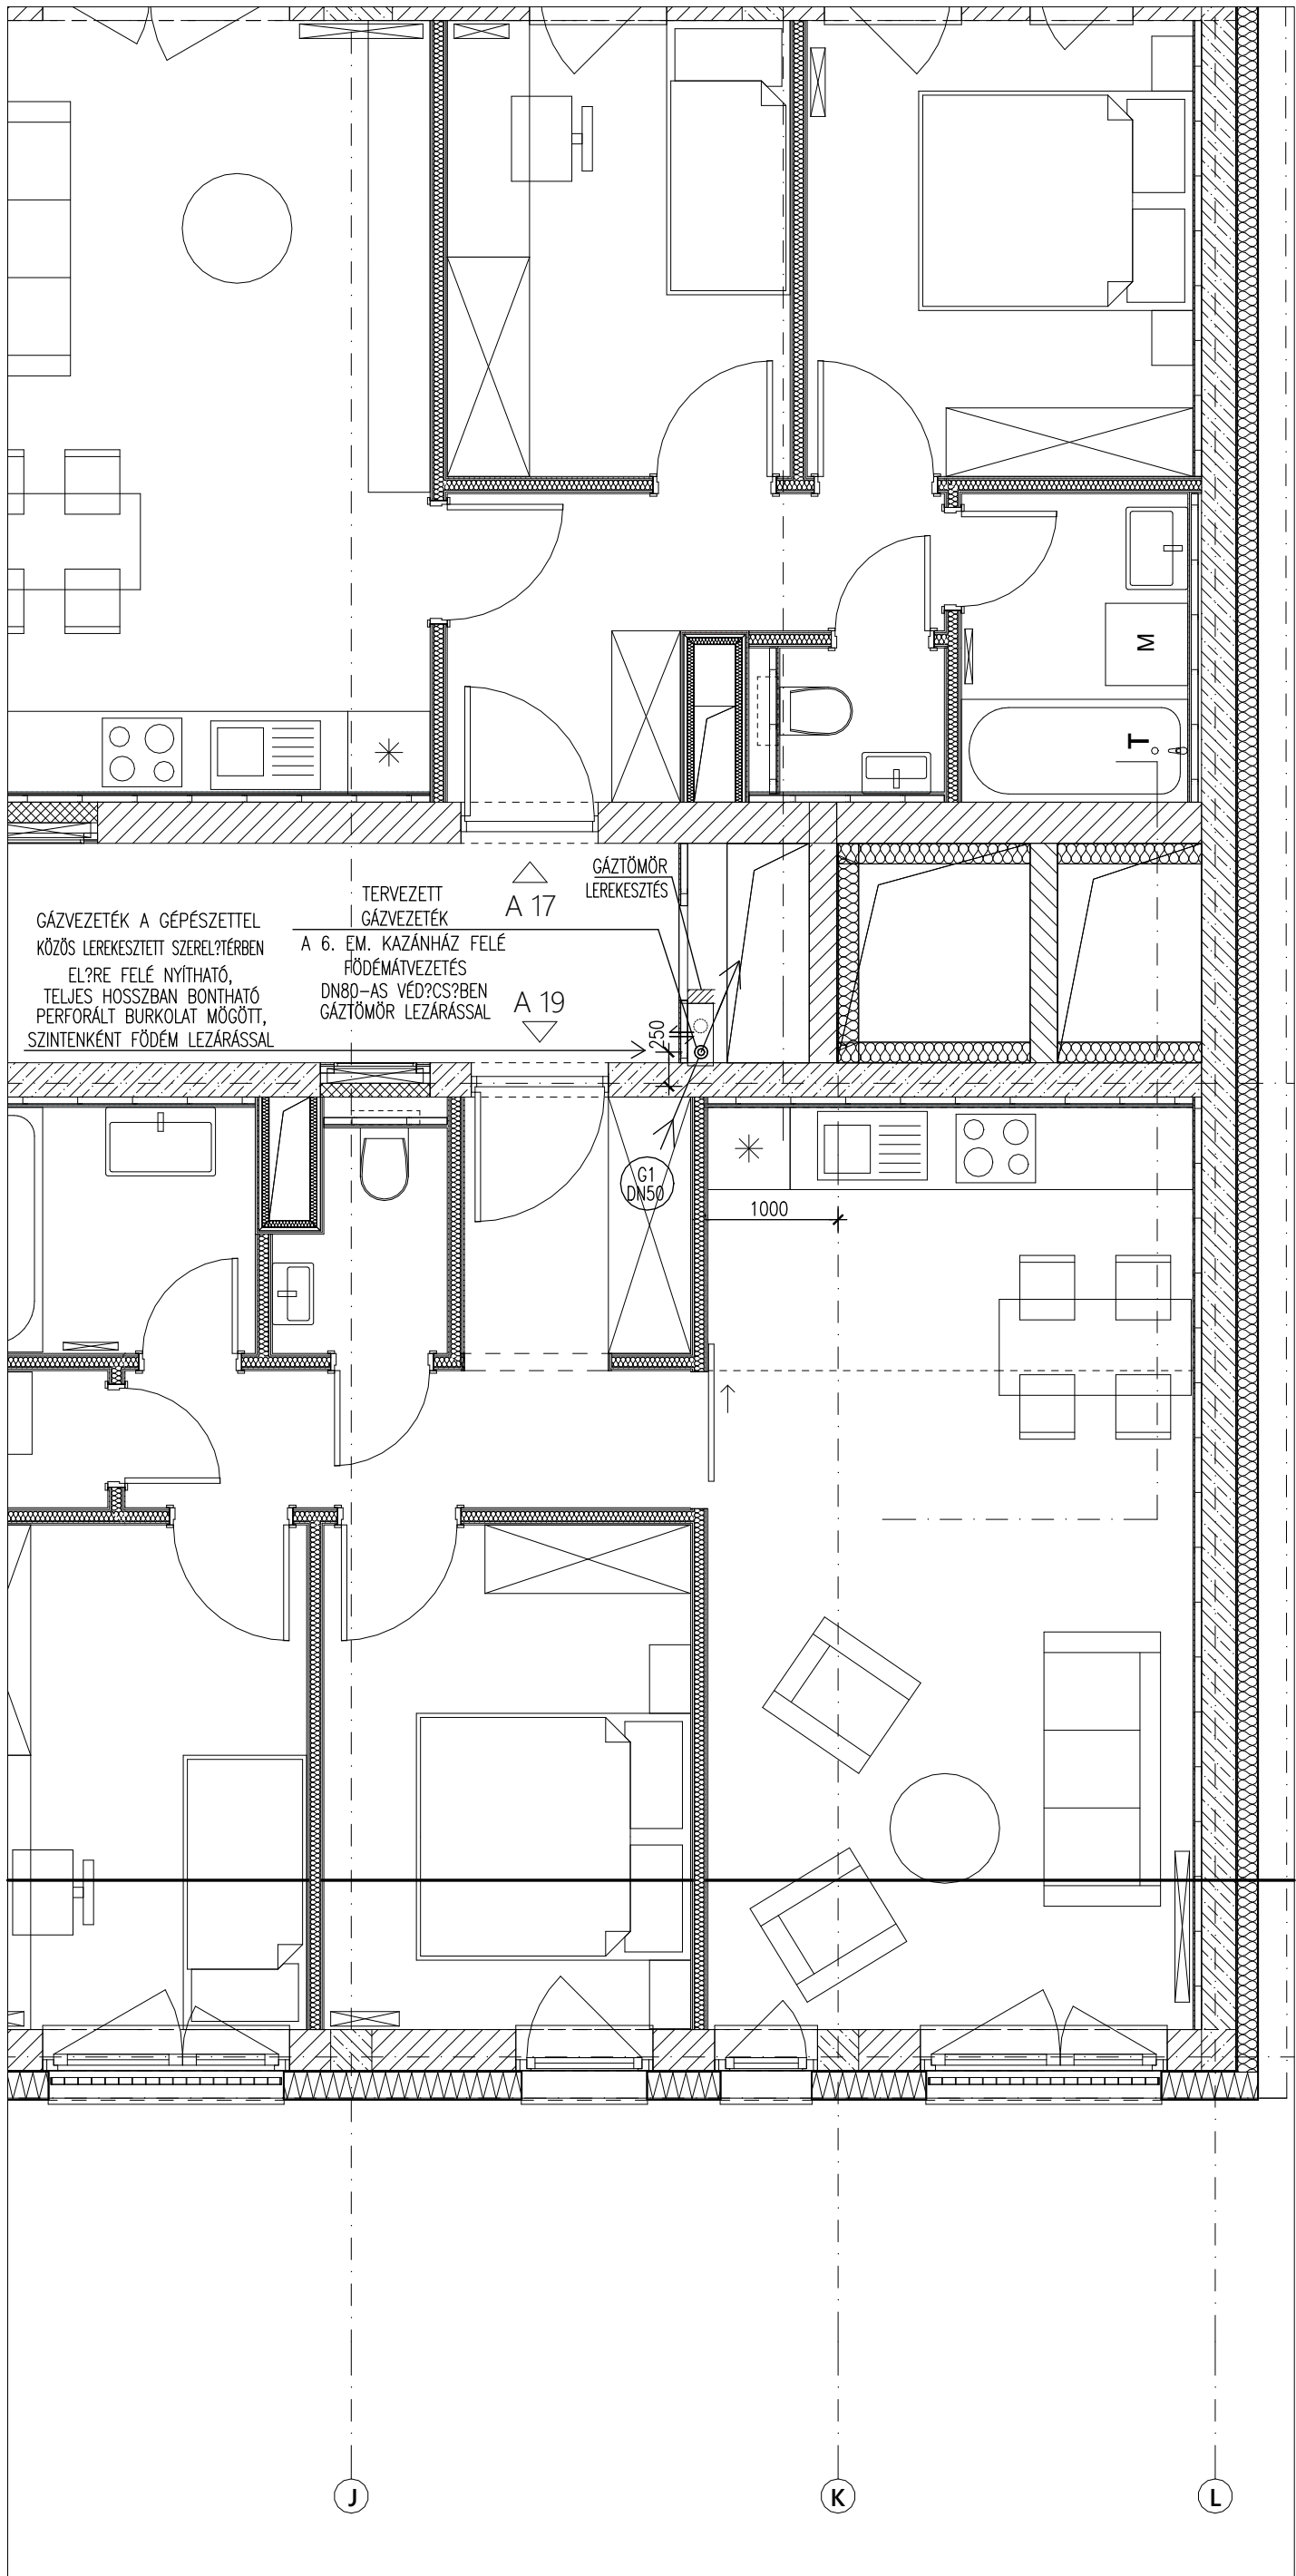 M
T
GÁZTÖMÖR
LEREKESZTÉS
A 17
TERVEZETT
GÁZVEZETÉK
A 6. EM. KAZÁNHÁZ FELÉ
FÖDÉMÁTVEZETÉS
DN80-AS VÉD?CS?BEN
GÁZTÖMÖR LEZÁRÁSSAL
GÁZVEZETÉK A GÉPÉSZETTEL
KÖZÖS LEREKESZTETT SZEREL?TÉRBEN
EL?RE FELÉ NYÍTHATÓ,
TELJES HOSSZBAN BONTHATÓ
PERFORÁLT BURKOLAT MÖGÖTT,
SZINTENKÉNT FÖDÉM LEZÁRÁSSAL
A 19
250
G1
DN50
1000
J
K
L